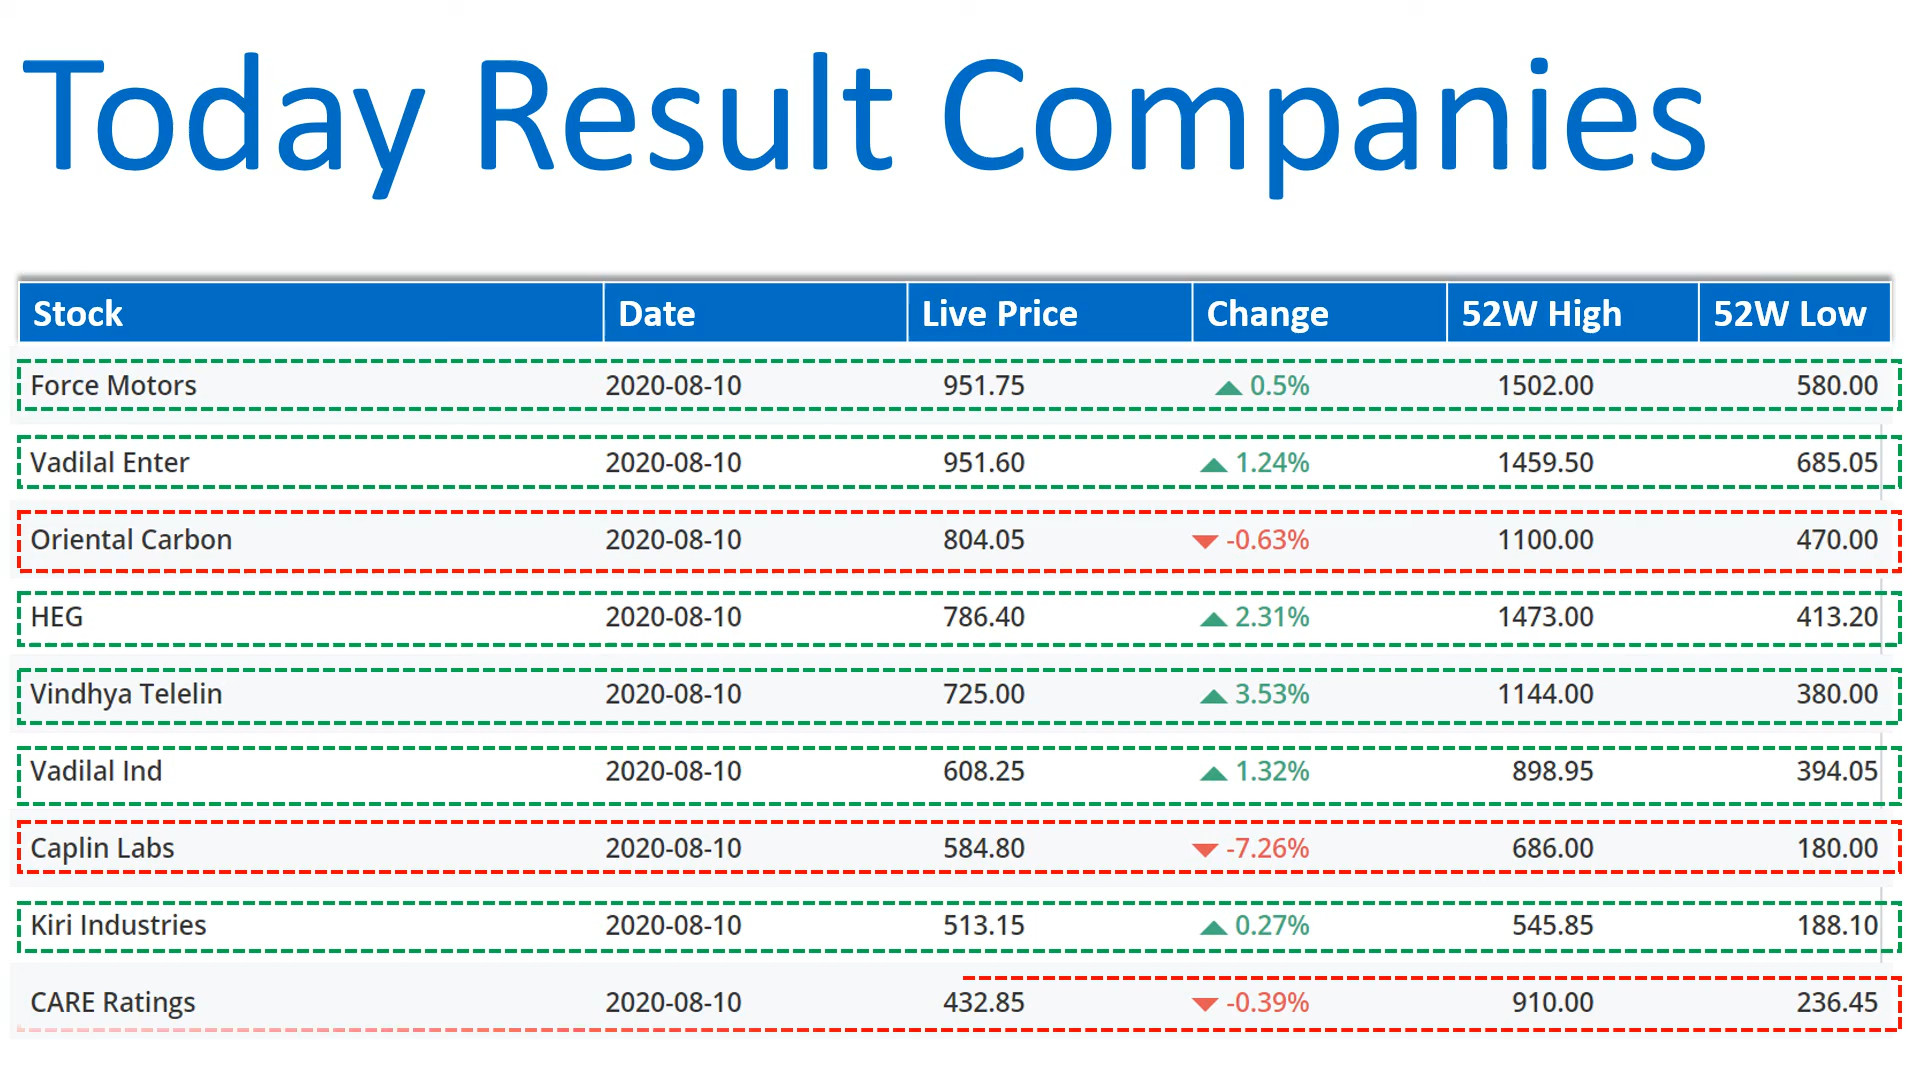 Today Result Companies
Stock Date Live Price Change 52W High 52W Low
Force Motors 2020-08-10 951.75 ▲ 0.5% 1502.00 580.00
Vadilal Enter 2020-08-10 951.60 ▲ 1.24% 1459.50 685.05
Oriental Carbon 2020-08-10 804.05 ▼ -0.63% 1100.00 470.00
HEG 2020-08-10 786.40 ▲ 2.31% 1473.00 413.20
Vindhya Telelin 2020-08-10 725.00 ▲ 3.53% 1144.00 380.00
Vadilal Ind 2020-08-10 608.25 ▲ 1.32% 898.95 394.05
Caplin Labs 2020-08-10 584.80 ▼ -7.26% 686.00 180.00
Kiri Industries 2020-08-10 513.15 ▲ 0.27% 545.85 188.10
CARE Ratings 2020-08-10 432.85 ▼ -0.39% 910.00 236.45